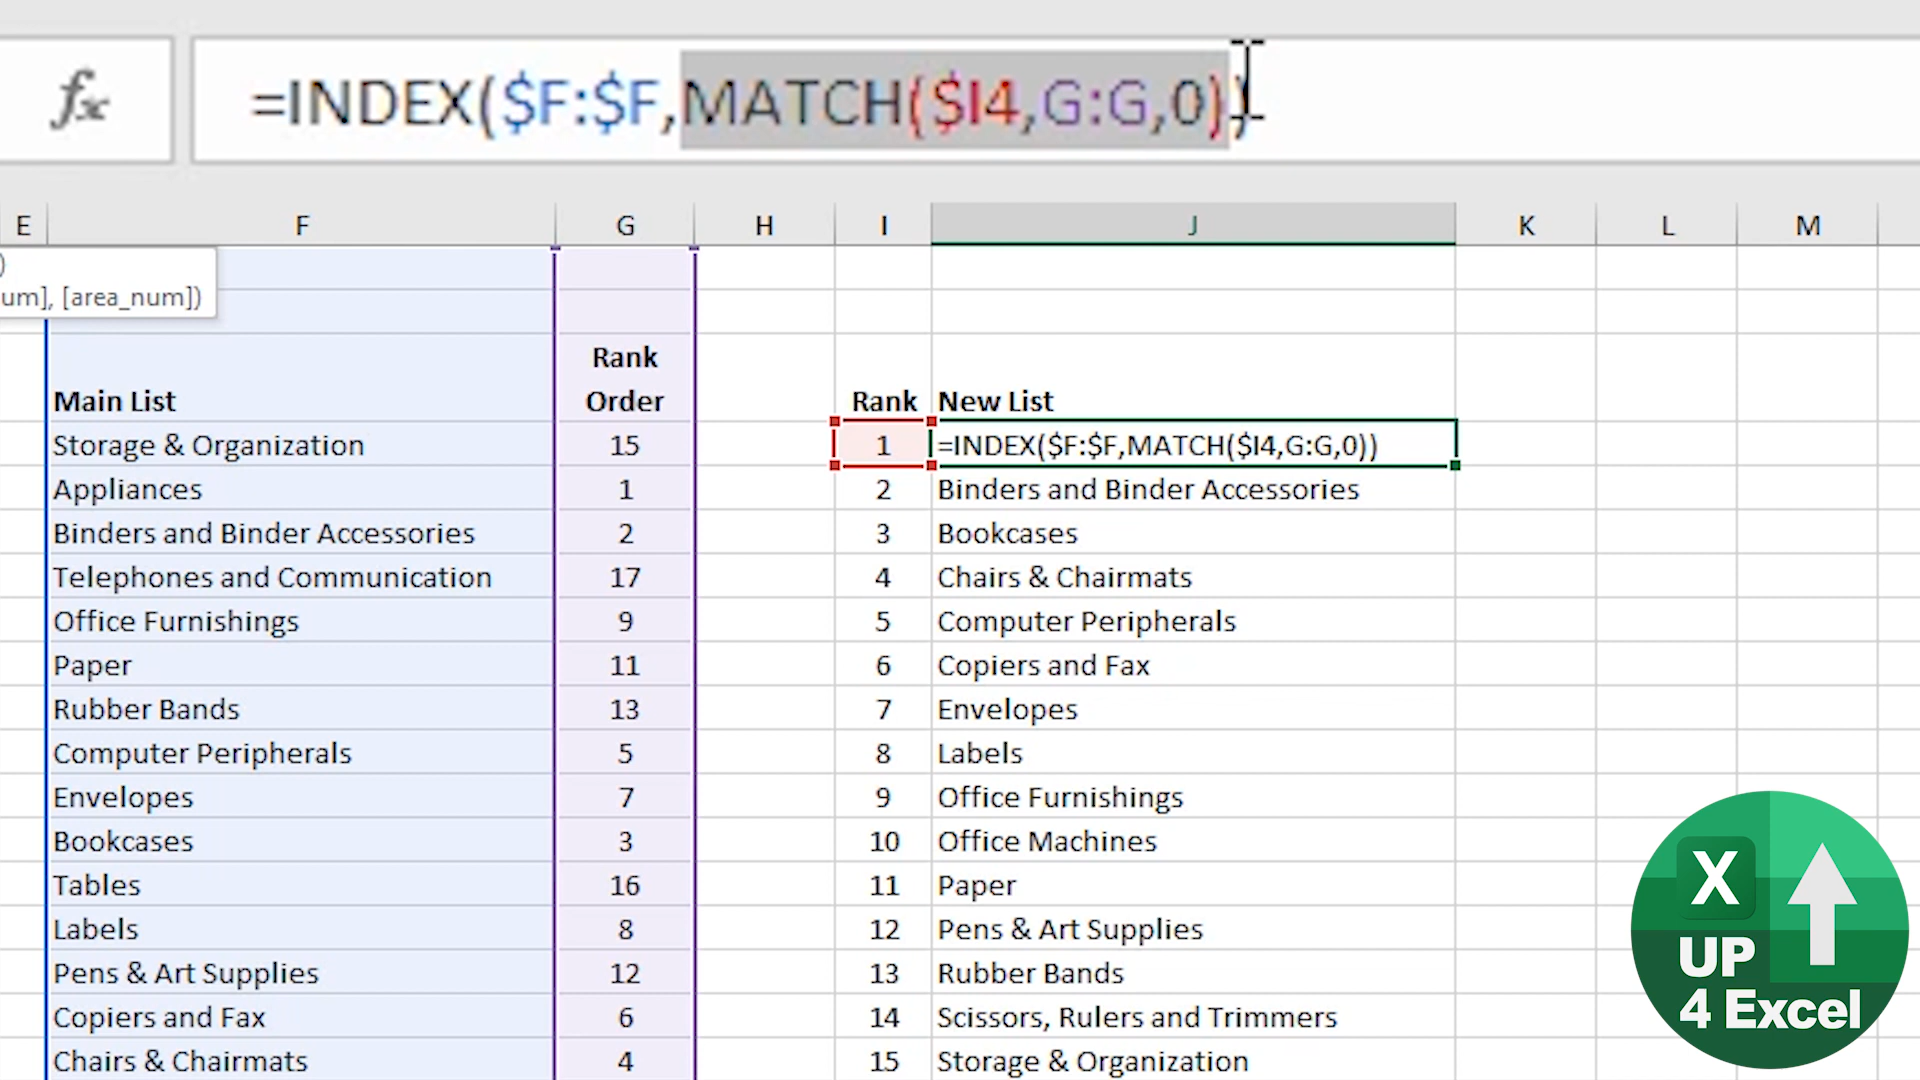 fx
=INDEX($F:$F,MATCH($I4,G:G,0))
E F G H I J K L M
)
um], [area_num])
Rank
Main List Order Rank New List
Storage & Organization 15 1 =INDEX($F:$F,MATCH($I4,G:G,0))
Appliances 1 2 Binders and Binder Accessories
Binders and Binder Accessories 2 3 Bookcases
Telephones and Communication 17 4 Chairs & Chairmats
Office Furnishings 9 5 Computer Peripherals
Paper 11 6 Copiers and Fax
Rubber Bands 13 7 Envelopes
Computer Peripherals 5 8 Labels
Envelopes 7 9 Office Furnishings
Bookcases 3 10 Office Machines
Tables 16 11 Paper
Labels 8 12 Pens & Art Supplies
Pens & Art Supplies 12 13 Rubber Bands
Copiers and Fax 6 14 Scissors, Rulers and Trimmers
Chairs & Chairmats 4 15 Storage & Organization
X
UP
4 Excel